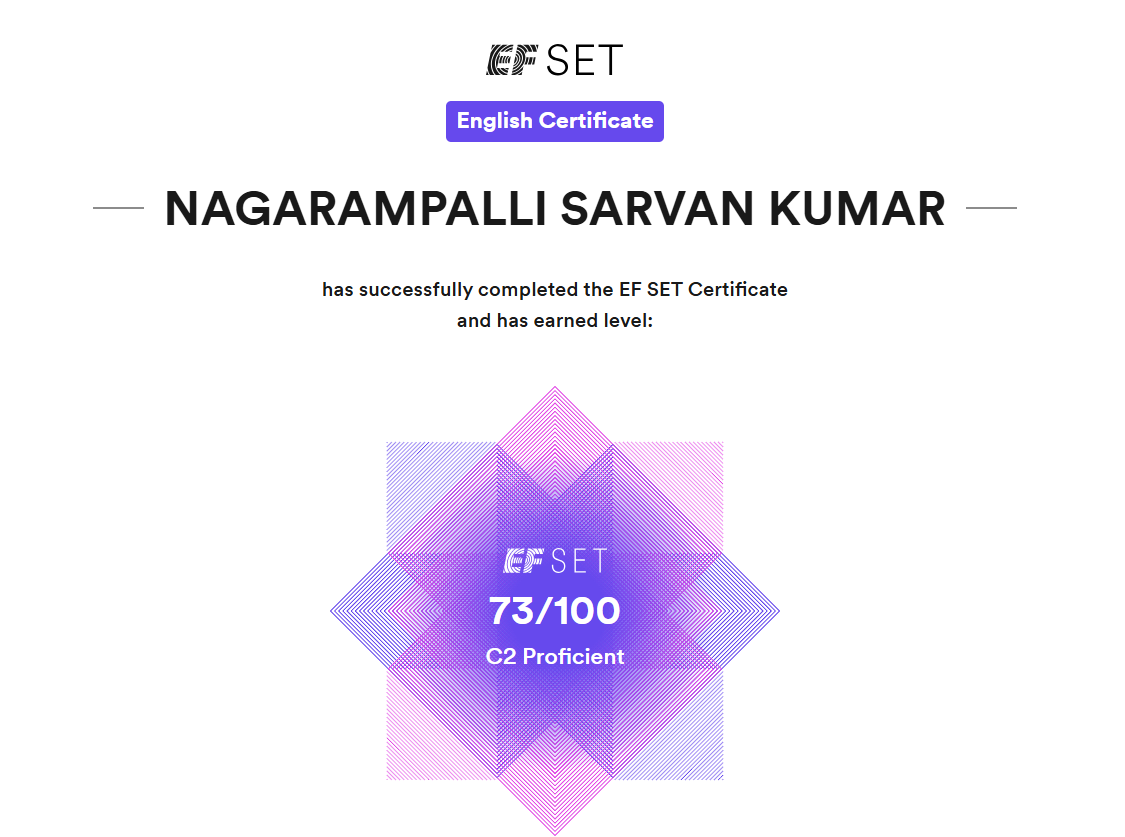 EF SET
English Certificate
NAGARAMPALLI SARVAN KUMAR
has successfully completed the EF SET Certificate
and has earned level:
EF SET
73/100
C2 Proficient